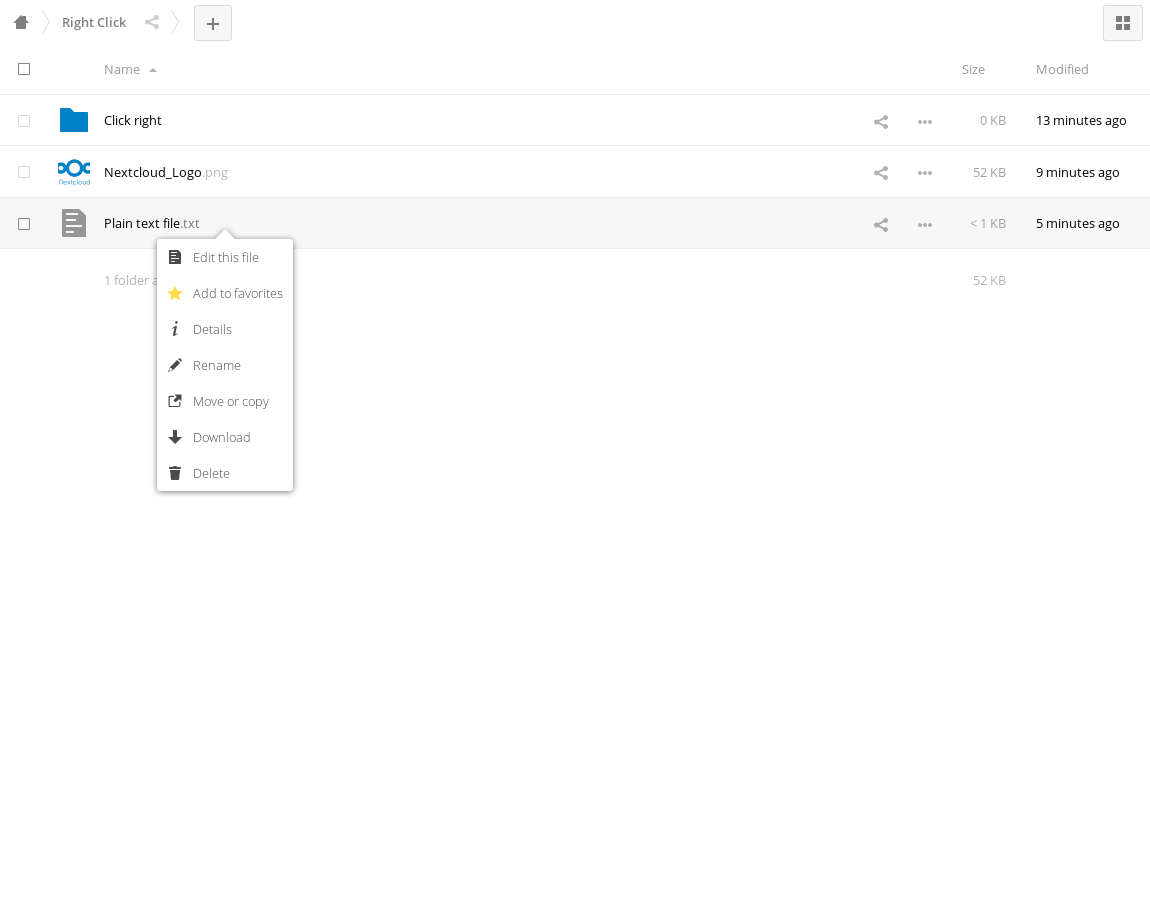 Right Click
Name Size Modified
Click right 0 KB 13 minutes ago
Nextcloud
Nextcloud_Logo.png 52 KB 9 minutes ago
Plain text file.txt < 1 KB 5 minutes ago
Edit this file
1 folder 52 KB
Add to favorites
Details
Rename
Move or copy
Download
Delete